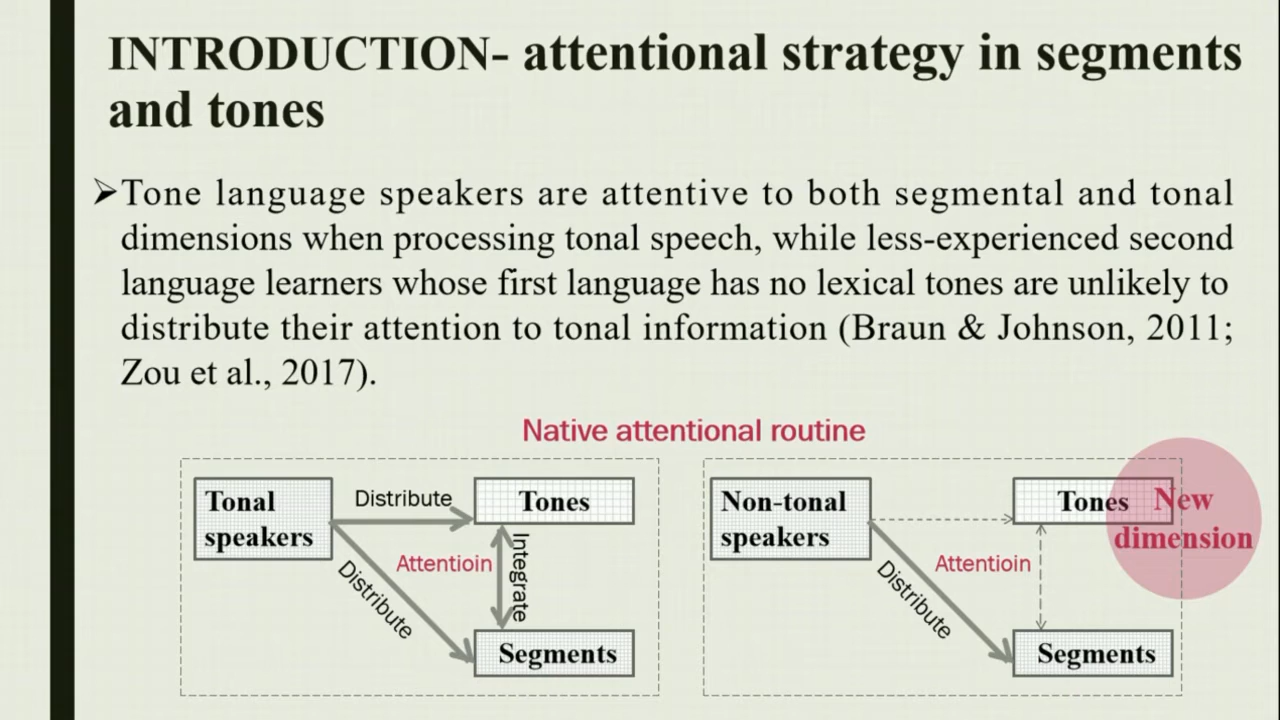 INTRODUCTION- attentional strategy in segments
and tones
➢Tone language speakers are attentive to both segmental and tonal
dimensions when processing tonal speech, while less-experienced second
language learners whose first language has no lexical tones are unlikely to
distribute their attention to tonal information (Braun & Johnson, 2011;
Zou et al., 2017).
Native attentional routine
Tonal
speakers
Distribute
Tones
Attentioin
Integrate
Distribute
Segments
Non-tonal
speakers
Tones
New
dimension
Attentioin
Distribute
Segments